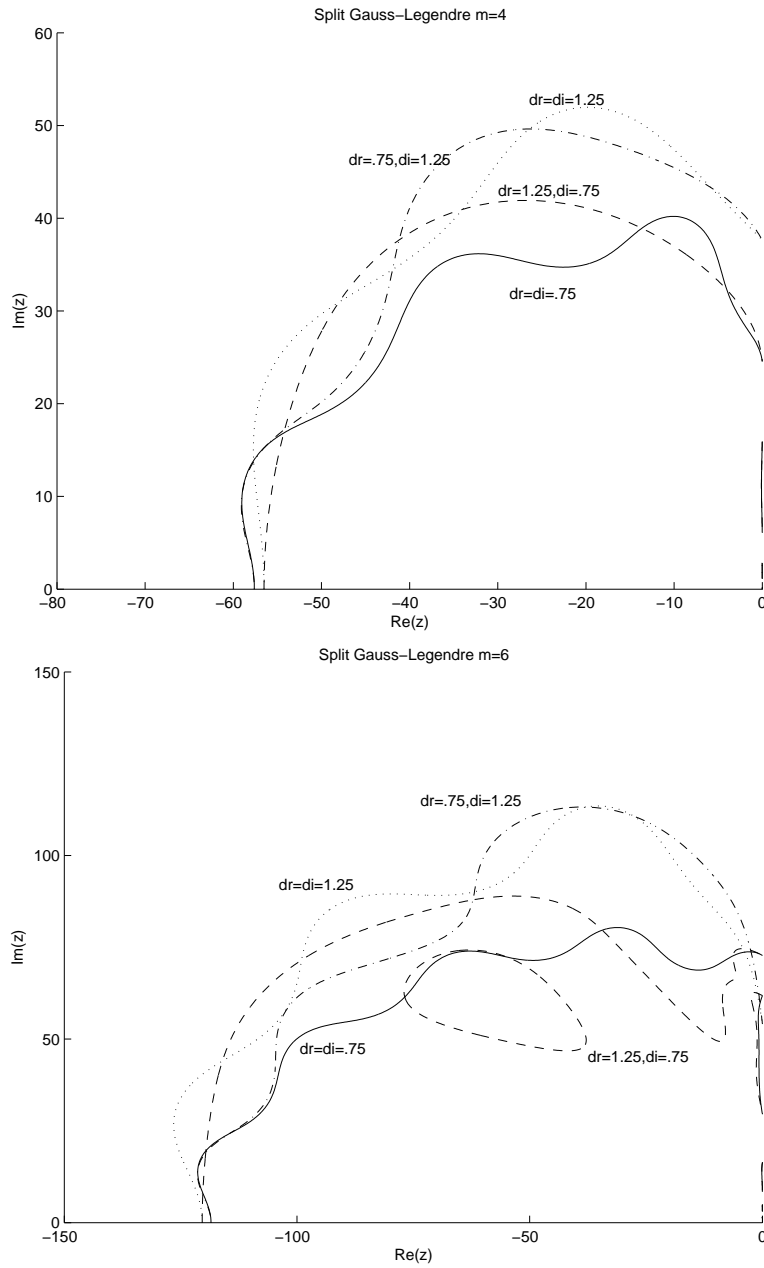 Split Gauss−Legendre m=4
60
50
40
30
20
10
0
Im(z)
dr=di=1.25
dr=.75,di=1.25
dr=1.25,di=.75
dr=di=.75
−80 −70 −60 −50 −40 −30 −20 −10 0
Re(z)
Split Gauss−Legendre m=6
150
100
50
0
Im(z)
dr=.75,di=1.25
dr=di=1.25
dr=di=.75
dr=1.25,di=.75
−150 −100 −50 0
Re(z)